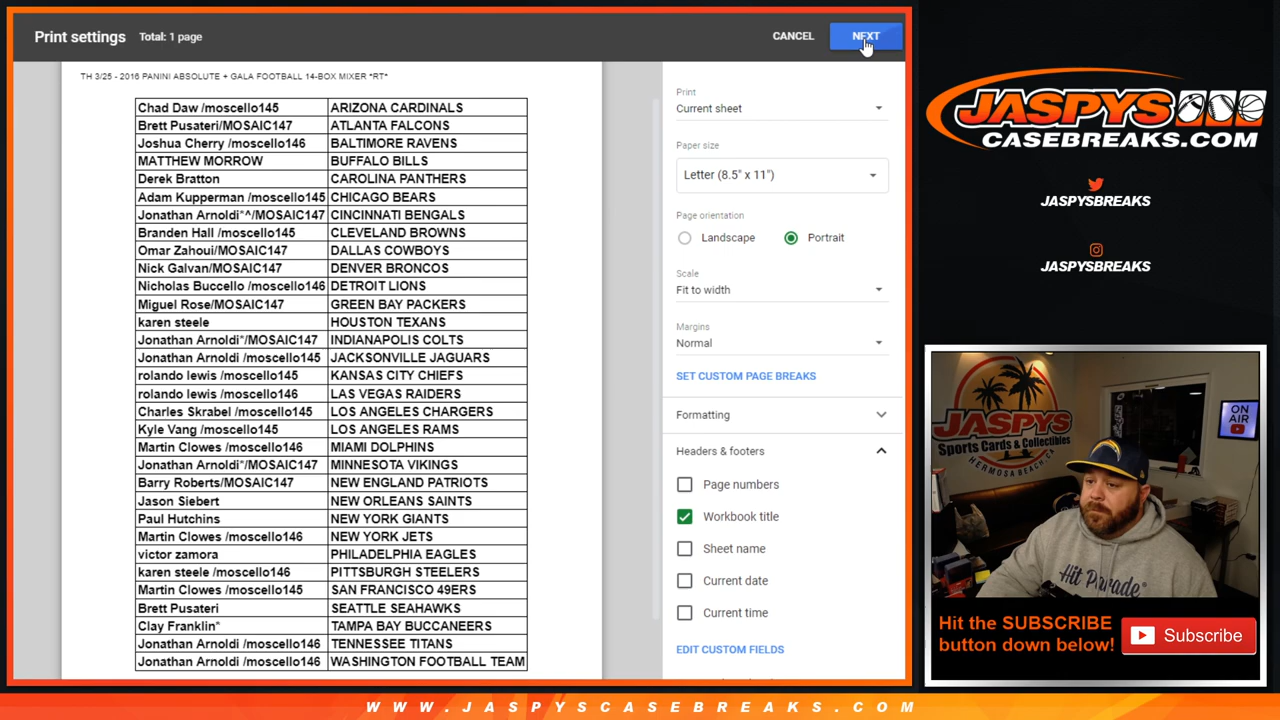 Print settings Total: 1 page CANCEL NEXT
TH 3/25 - 2016 PANINI ABSOLUTE + GALA FOOTBALL 14-BOX MIXER *RT*
Chad Daw /moscello145 ARIZONA CARDINALS
Brett Pusateri/MOSAIC147 ATLANTA FALCONS
Joshua Cherry /moscello146 BALTIMORE RAVENS
MATTHEW MORROW BUFFALO BILLS
Derek Bratton CAROLINA PANTHERS
Adam Kupperman /moscello145 CHICAGO BEARS
Jonathan Arnoldi*^/MOSAIC147 CINCINNATI BENGALS
Branden Hall /moscello145 CLEVELAND BROWNS
Omar Zahoui/MOSAIC147 DALLAS COWBOYS
Nick Galvan/MOSAIC147 DENVER BRONCOS
Nicholas Buccello /moscello146 DETROIT LIONS
Miguel Rose/MOSAIC147 GREEN BAY PACKERS
karen steele HOUSTON TEXANS
Jonathan Arnoldi*/MOSAIC147 INDIANAPOLIS COLTS
Jonathan Arnoldi /moscello145 JACKSONVILLE JAGUARS
rolando lewis /moscello145 KANSAS CITY CHIEFS
rolando lewis /moscello146 LAS VEGAS RAIDERS
Charles Skrabel /moscello145 LOS ANGELES CHARGERS
Kyle Vang /moscello145 LOS ANGELES RAMS
Martin Clowes /moscello146 MIAMI DOLPHINS
Jonathan Arnoldi*/MOSAIC147 MINNESOTA VIKINGS
Barry Roberts/MOSAIC147 NEW ENGLAND PATRIOTS
Jason Siebert NEW ORLEANS SAINTS
Paul Hutchins NEW YORK GIANTS
Martin Clowes /moscello146 NEW YORK JETS
victor zamora PHILADELPHIA EAGLES
karen steele /moscello146 PITTSBURGH STEELERS
Martin Clowes /moscello145 SAN FRANCISCO 49ERS
Brett Pusateri SEATTLE SEAHAWKS
Clay Franklin* TAMPA BAY BUCCANEERS
Jonathan Arnoldi /moscello146 TENNESSEE TITANS
Jonathan Arnoldi /moscello146 WASHINGTON FOOTBALL TEAM
Print
Current sheet
Paper size
Letter (8.5" x 11")
Page orientation
Landscape Portrait
Scale
Fit to width
Margins
Normal
SET CUSTOM PAGE BREAKS
Formatting
Headers & footers
Page numbers
Workbook title
Sheet name
Current date
Current time
EDIT CUSTOM FIELDS
JASPYS
CASEBREAKS.COM
JASPYSBREAKS
JASPYSBREAKS
JASPYS
Sports Cards & Collectibles
HERMOSA BEACH, CA
ON
AIR
Hit Parade
Hit the SUBSCRIBE
button down below!
Subscribe
WWW.JASPYSCASEBREAKS.COM